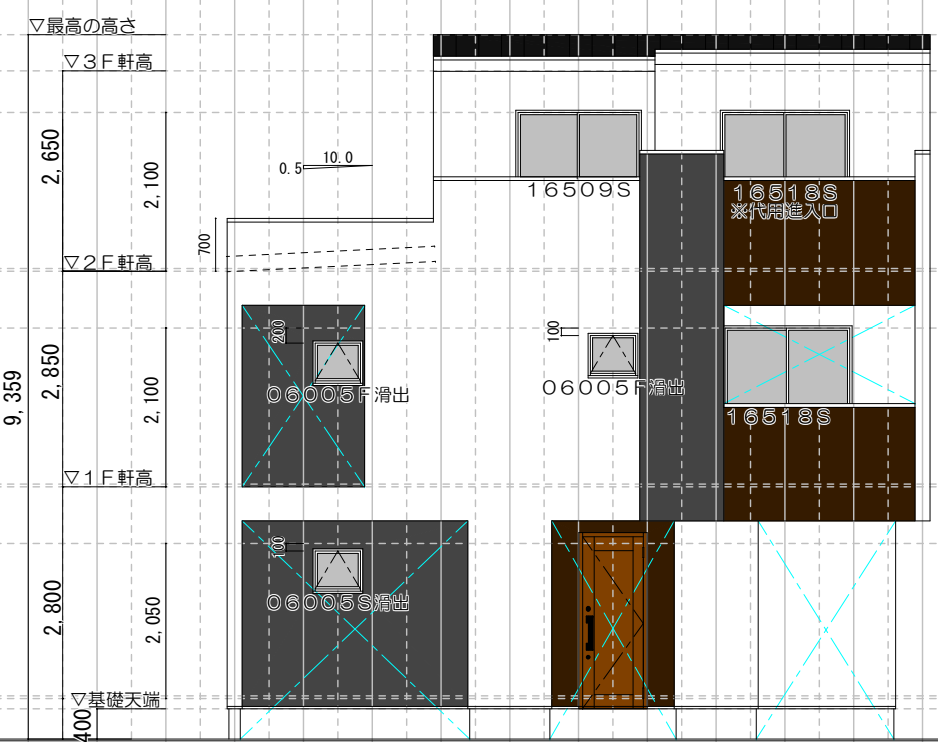 ▽最高の高さ
▽3F軒高
2,650
2,100
0.5
10.0
16509S
16518S
※代用進入口
700
▽2F軒高
200
100
9,359
2,850
2,100
06005F滑出
06005F滑出
16518S
▽1F軒高
100
2,800
2,050
06005S滑出
▽基礎天端
400